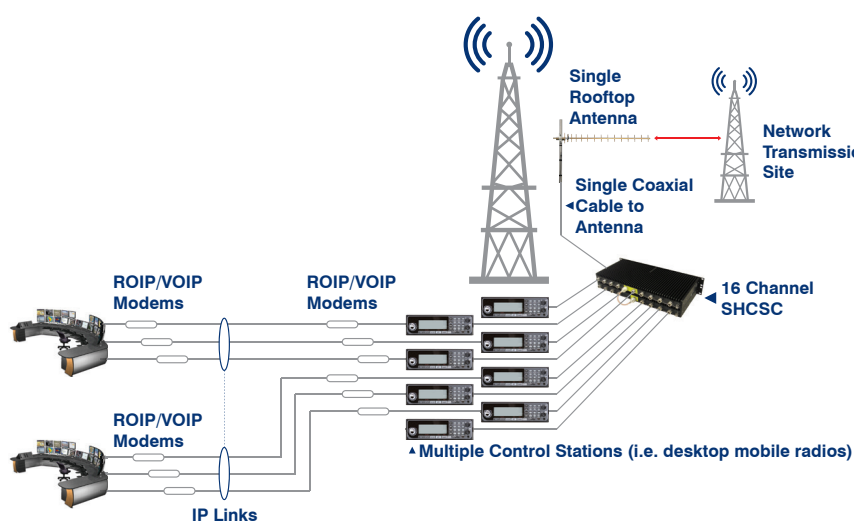 Single
Rooftop
Antenna
Network
Transmissio
Site
Single Coaxial
Cable to
Antenna
ROIP/VOIP
Modems
ROIP/VOIP
Modems
16 Channel
SHCSC
ROIP/VOIP
Modems
Multiple Control Stations (i.e. desktop mobile radios)
IP Links